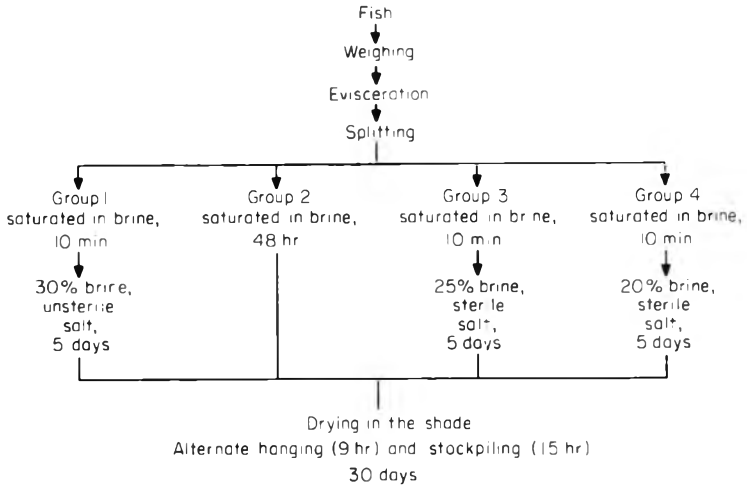 Fish
Weighing
Evisceration
Splitting
Group 1
saturated in brine,
10 min
30% brine,
unsterile
salt,
5 days
Group 2
saturated in brine,
48 hr
Group 3
saturated in brine,
10 min
25% brine,
sterile
salt,
5 days
Group 4
saturated in brine,
10 min
20% brine,
sterile
salt,
5 days
Drying in the shade
Alternate hanging (9 hr) and stockpiling (15 hr)
30 days